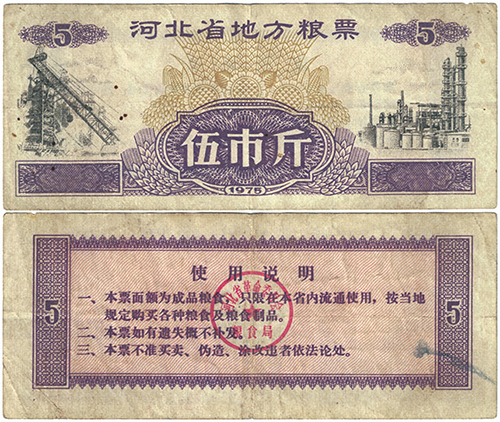 5 河北省地方粮票 5
伍市斤
1975
使用说明
一、本票面额为成品粮食，只限在本省内流通使用，按当地
规定购买各种粮食及粮食制品。
二、本票如有遗失概不补发。
三、本票不准买卖、伪造、涂改违者依法论处。
5
5
粮食局